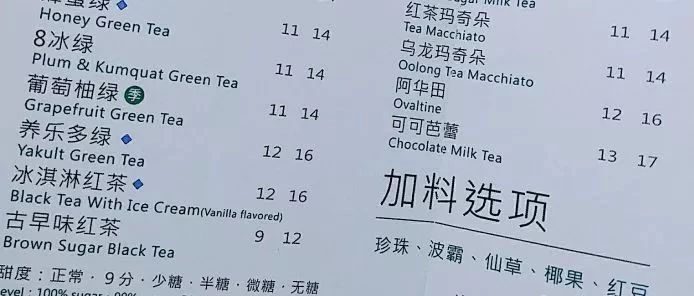 蜂蜜绿
Honey Green Tea 11 14
8冰绿
Plum & Kumquat Green Tea 11 14
葡萄柚绿 季
Grapefruit Green Tea 11 14
养乐多绿
Yakult Green Tea 12 16
冰淇淋红茶
Black Tea With Ice Cream(Vanilla flavored) 12 16
古早味红茶
Brown Sugar Black Tea 9 12
甜度：正常·9分·少糖·半糖·微糖·无糖
Milk Tea
红茶玛奇朵
Tea Macchiato 11 14
乌龙玛奇朵
Oolong Tea Macchiato 11 14
阿华田
Ovaltine 12 16
可可芭蕾
Chocolate Milk Tea 13 17
加料选项
珍珠、波霸、仙草、椰果、红豆